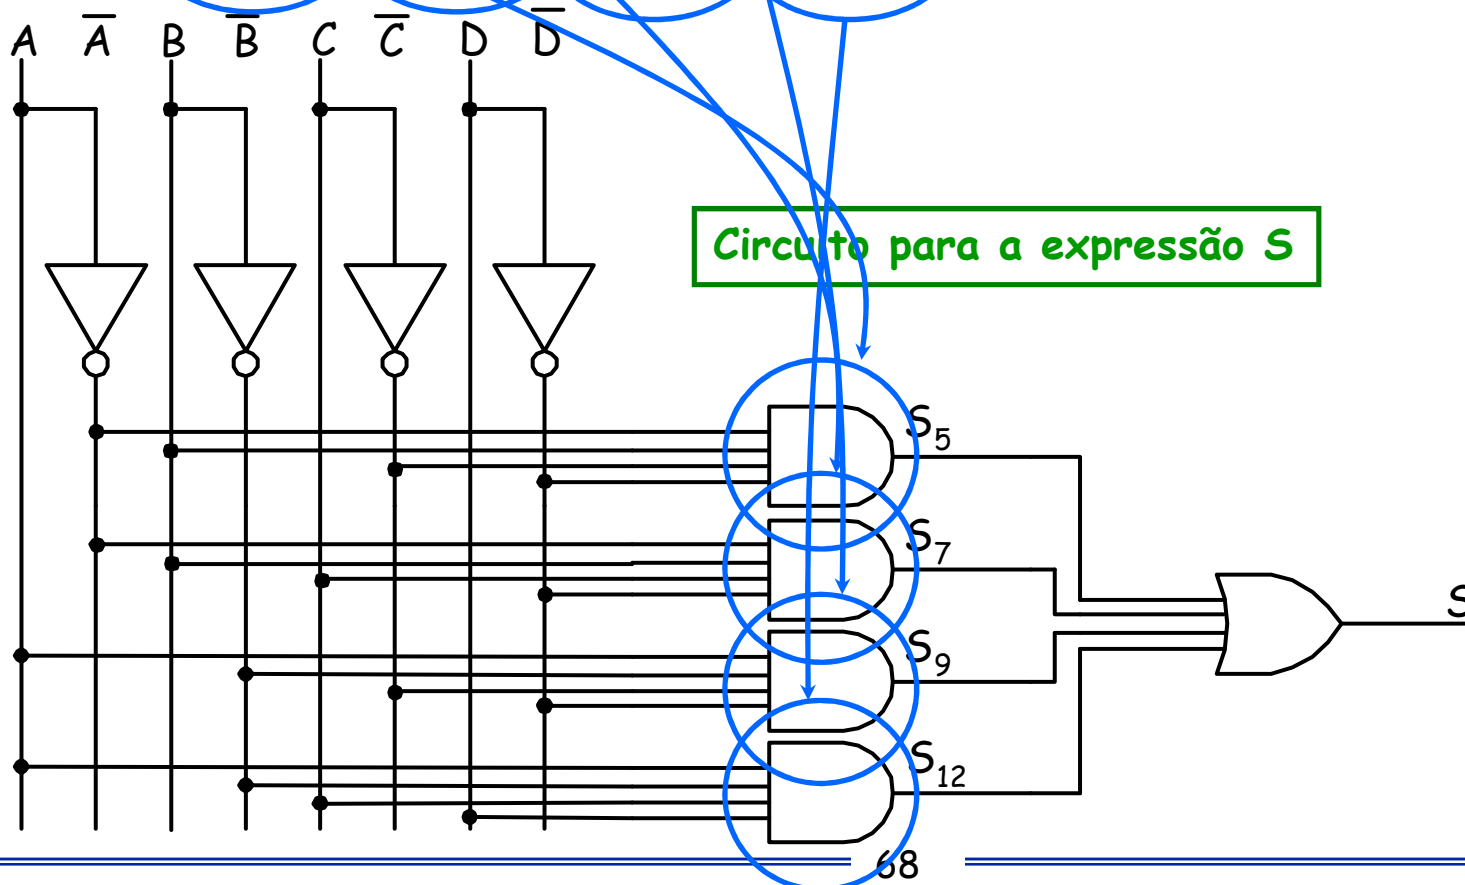 A A̅ B B̅ C C̅ D D̅
Circuito para a expressão S
S5
S7
S9
S12
S
68